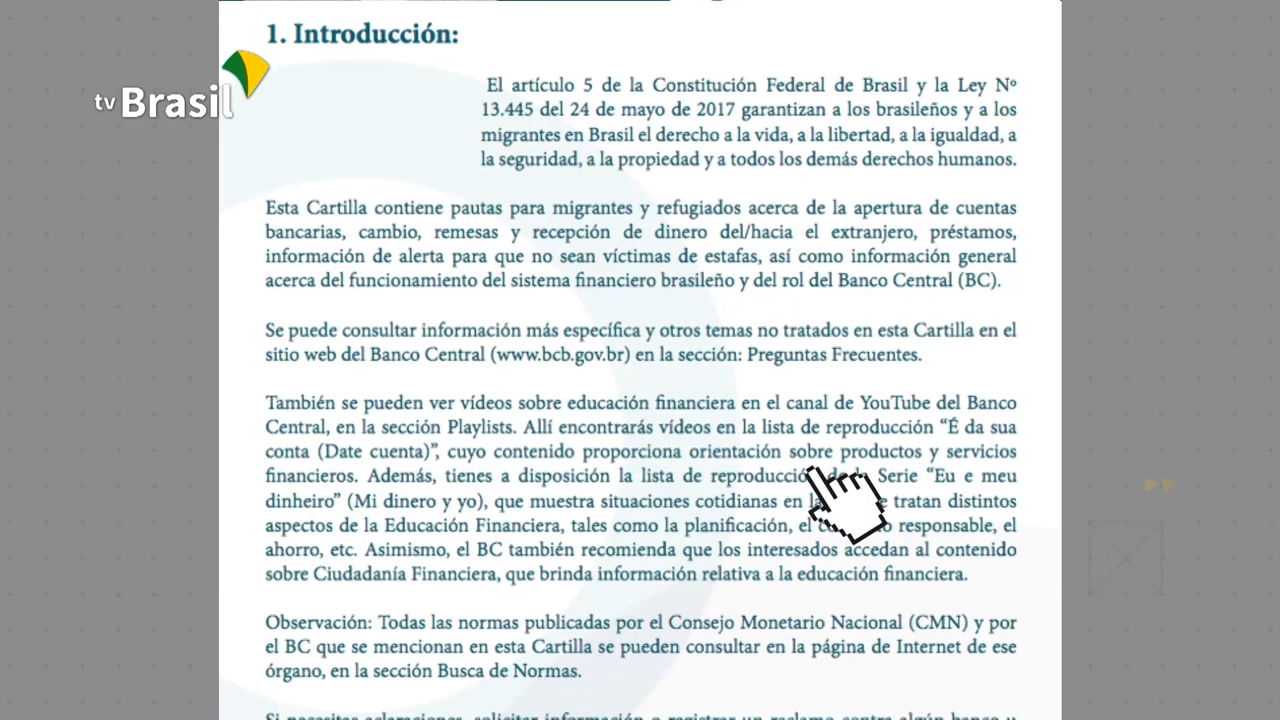 1. Introducción:
tv Brasil
El artículo 5 de la Constitución Federal de Brasil y la Ley Nº
13.445 del 24 de mayo de 2017 garantizan a los brasileños y a los
migrantes en Brasil el derecho a la vida, a la libertad, a la igualdad, a
la seguridad, a la propiedad y a todos los demás derechos humanos.
Esta Cartilla contiene pautas para migrantes y refugiados acerca de la apertura de cuentas
bancarias, cambio, remesas y recepción de dinero del/hacia el extranjero, préstamos,
información de alerta para que no sean víctimas de estafas, así como información general
acerca del funcionamiento del sistema financiero brasileño y del rol del Banco Central (BC).
Se puede consultar información más específica y otros temas no tratados en esta Cartilla en el
sitio web del Banco Central (www.bcb.gov.br) en la sección: Preguntas Frecuentes.
También se pueden ver vídeos sobre educación financiera en el canal de YouTube del Banco
Central, en la sección Playlists. Allí encontrarás vídeos en la lista de reproducción “É da sua
conta (Date cuenta)”, cuyo contenido proporciona orientación sobre productos y servicios
financieros. Además, tienes a disposición la lista de reproducción Serie “Eu e meu
dinheiro” (Mi dinero y yo), que muestra situaciones cotidianas en tratan distintos
aspectos de la Educación Financiera, tales como la planificación, el responsable, el
ahorro, etc. Asimismo, el BC también recomienda que los interesados accedan al contenido
sobre Ciudadanía Financiera, que brinda información relativa a la educación financiera.
Observación: Todas las normas publicadas por el Consejo Monetario Nacional (CMN) y por
el BC que se mencionan en esta Cartilla se pueden consultar en la página de Internet de ese
órgano, en la sección Busca de Normas.
Si necesitas aclaraciones, solicitar información o registrar un reclamo contra algún banco u